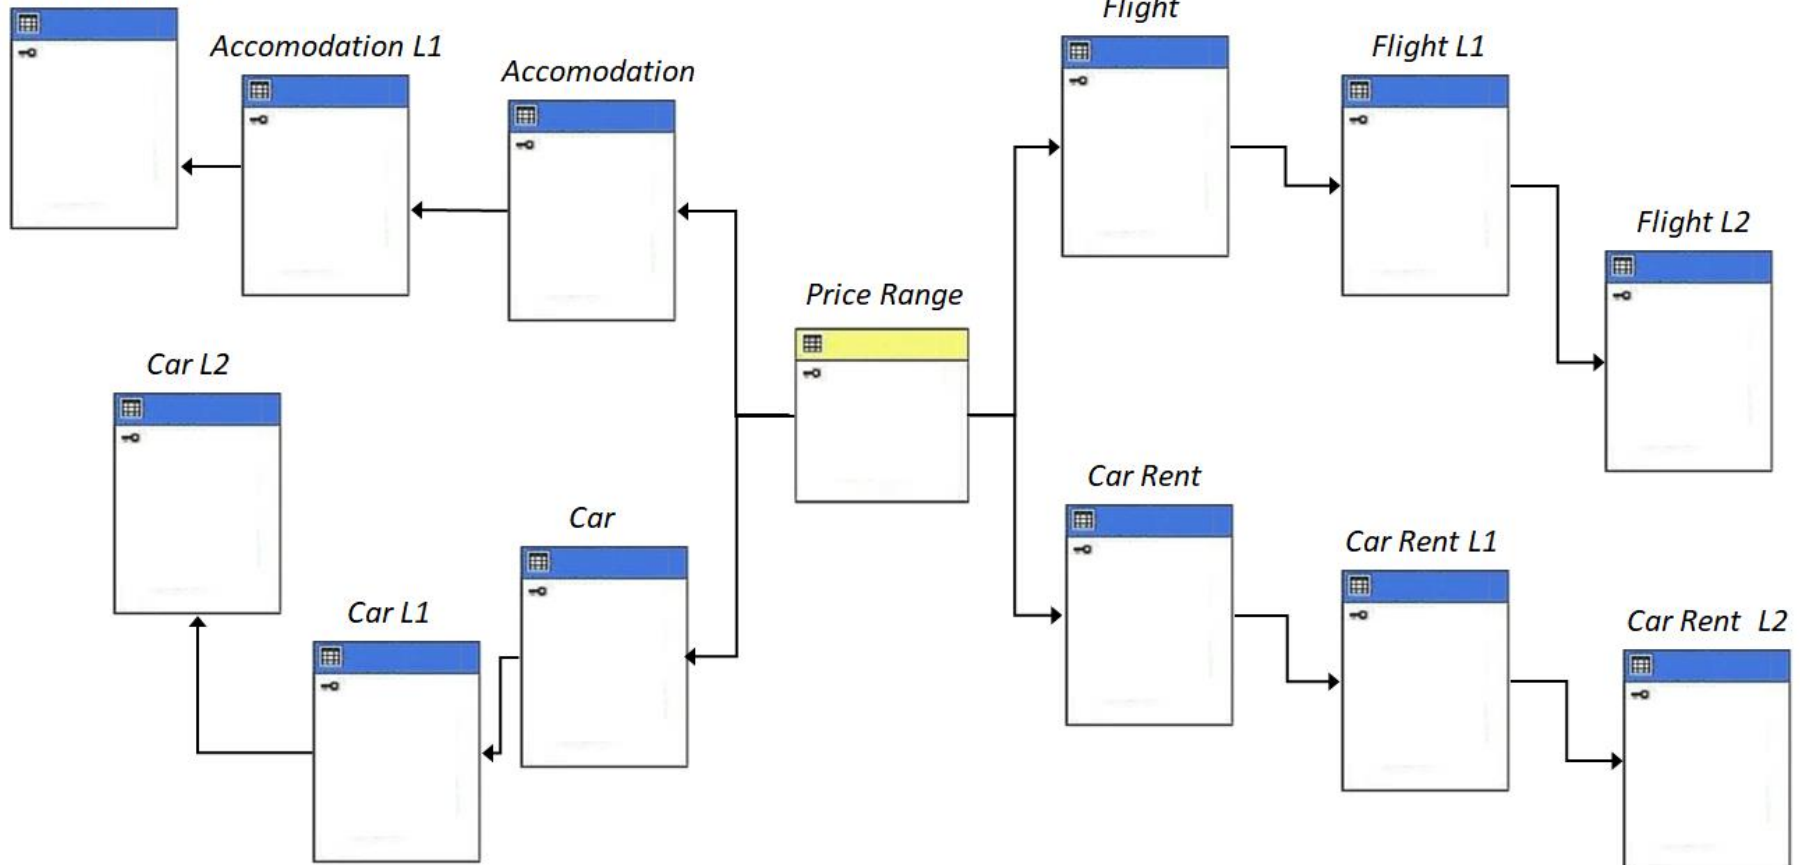 Flight
Accomodation L1
Flight L1
Accomodation
Flight L2
Price Range
Car L2
Car Rent
Car
Car Rent L1
Car L1
Car Rent L2